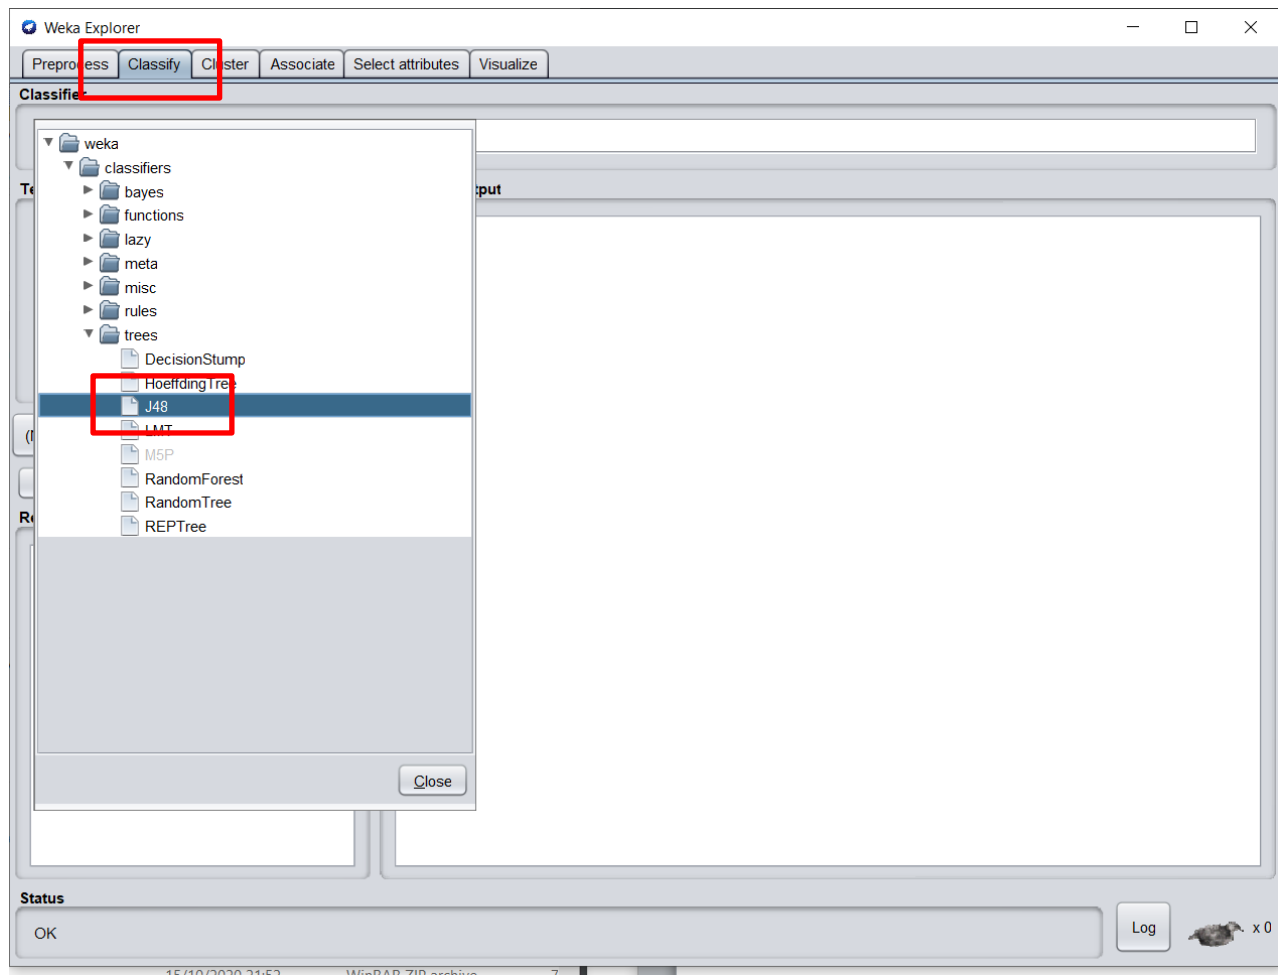 Weka Explorer
Preprocess Classify Cluster Associate Select attributes Visualize
Classifier
weka
classifiers
bayes
functions
lazy
meta
misc
rules
trees
DecisionStump
HoeffdingTree
J48
LMT
M5P
RandomForest
RandomTree
REPTree
Close
Status
OK
Log
x 0